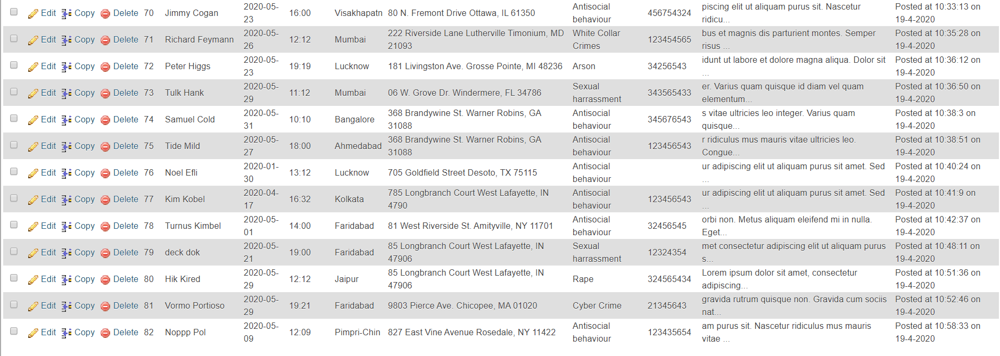 Edit Copy Delete 70 Jimmy Cogan 2020-05-23 16:00 Visakhapatn 80 N. Fremont Drive Ottawa, IL 61350 Antisocial behaviour 456754324 piscing elit ut aliquam purus sit. Nascetur ridicu... Posted at 10:33:13 on 19-4-2020
Edit Copy Delete 71 Richard Feymann 2020-05-26 12:12 Mumbai 222 Riverside Lane Lutherville Timonium, MD 21093 White Collar Crimes 123454565 bus et magnis dis parturient montes. Semper risus ... Posted at 10:35:28 on 19-4-2020
Edit Copy Delete 72 Peter Higgs 2020-05-23 19:19 Lucknow 181 Livingston Ave. Grosse Pointe, MI 48236 Arson 34256543 idunt ut labore et dolore magna aliqua. Dolor sit ... Posted at 10:36:12 on 19-4-2020
Edit Copy Delete 73 Tulk Hank 2020-05-29 11:12 Mumbai 06 W. Grove Dr. Windermere, FL 34786 Sexual harrassment 343565433 er. Varius quam quisque id diam vel quam elementum... Posted at 10:36:50 on 19-4-2020
Edit Copy Delete 74 Samuel Cold 2020-05-31 10:10 Bangalore 368 Brandywine St. Warner Robins, GA 31088 Antisocial behaviour 345676543 s vitae ultricies leo integer. Varius quam quisque... Posted at 10:38:3 on 19-4-2020
Edit Copy Delete 75 Tide Mild 2020-05-27 18:00 Ahmedabad 368 Brandywine St. Warner Robins, GA 31088 Antisocial behaviour 123456543 r ridiculus mus mauris vitae ultricies leo. Congue... Posted at 10:38:51 on 19-4-2020
Edit Copy Delete 76 Noel Efli 2020-01-30 13:12 Lucknow 705 Goldfield Street Desoto, TX 75115 Antisocial behaviour ur adipiscing elit ut aliquam purus sit amet. Sed ... Posted at 10:40:24 on 19-4-2020
Edit Copy Delete 77 Kim Kobel 2020-04-17 16:32 Kolkata 785 Longbranch Court West Lafayette, IN 4790 Antisocial behaviour 123456543 ur adipiscing elit ut aliquam purus sit amet. Sed ... Posted at 10:41:9 on 19-4-2020
Edit Copy Delete 78 Turnus Kimbel 2020-05-01 14:00 Faridabad 81 West Riverside St. Amityville, NY 11701 Antisocial behaviour 32456545 orbi non. Metus aliquam eleifend mi in nulla. Eget... Posted at 10:42:37 on 19-4-2020
Edit Copy Delete 79 deck dok 2020-05-21 19:00 Faridabad 85 Longbranch Court West Lafayette, IN 47906 Sexual harrassment 12324354 met consectetur adipiscing elit ut aliquam purus s... Posted at 10:48:11 on 19-4-2020
Edit Copy Delete 80 Hik Kired 2020-05-29 12:12 Jaipur 85 Longbranch Court West Lafayette, IN 47906 Rape 324565434 Lorem ipsum dolor sit amet, consectetur adipiscing... Posted at 10:51:36 on 19-4-2020
Edit Copy Delete 81 Vormo Portioso 2020-05-29 19:21 Faridabad 9803 Pierce Ave. Chicopee, MA 01020 Cyber Crime 21345643 gravida rutrum quisque non. Gravida cum sociis nat... Posted at 10:52:46 on 19-4-2020
Edit Copy Delete 82 Noppp Pol 2020-05-09 12:09 Pimpri-Chin 827 East Vine Avenue Rosedale, NY 11422 Antisocial behaviour 123435654 am purus sit. Nascetur ridiculus mus mauris vitae ... Posted at 10:58:33 on 19-4-2020